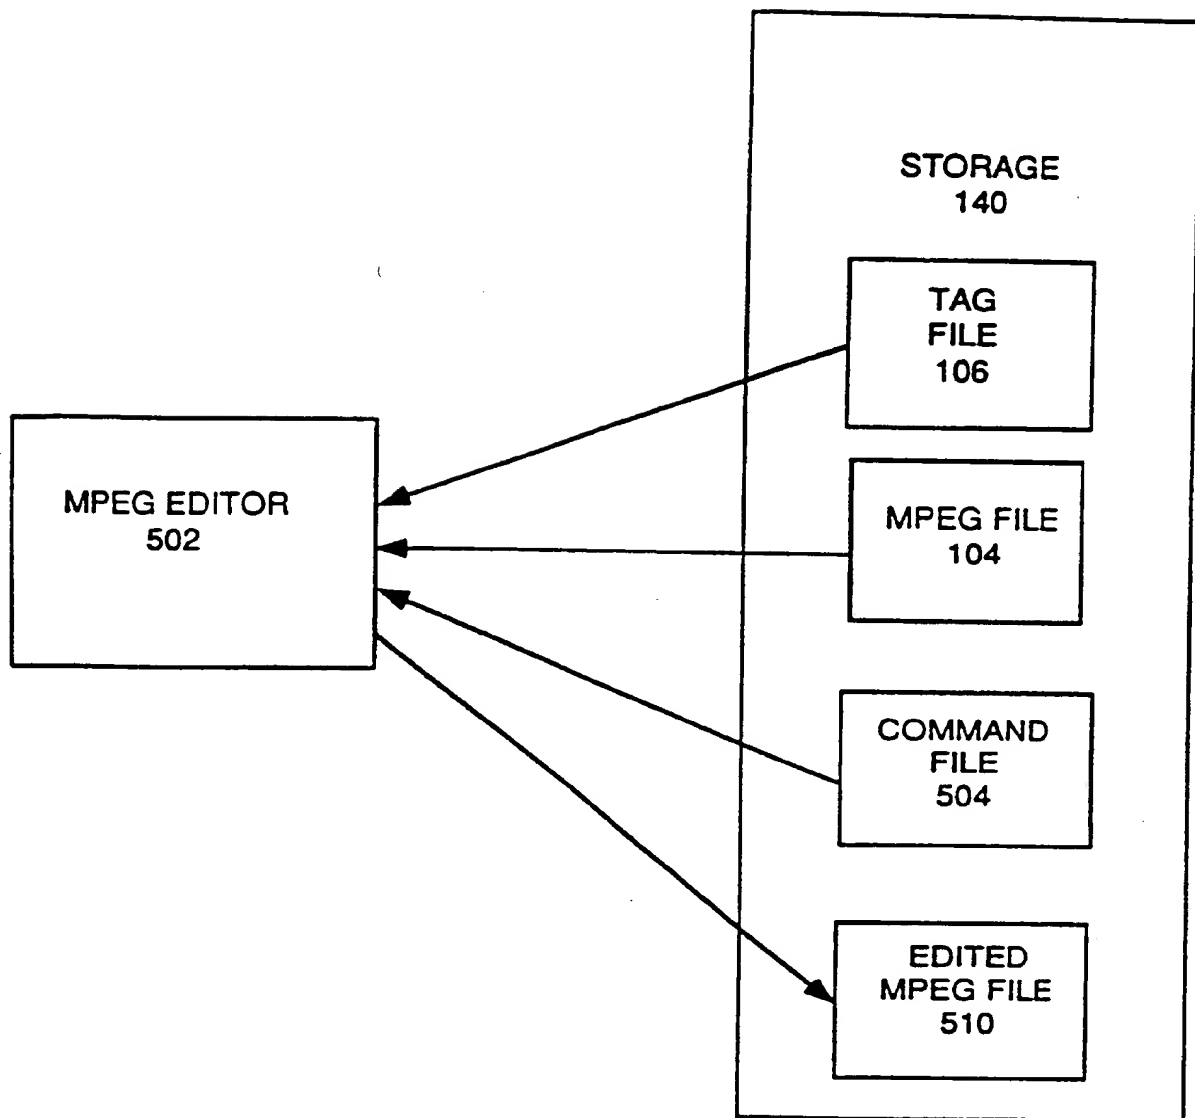 STORAGE
140
TAG
FILE
106
MPEG EDITOR
502
MPEG FILE
104
COMMAND
FILE
504
EDITED
MPEG FILE
510